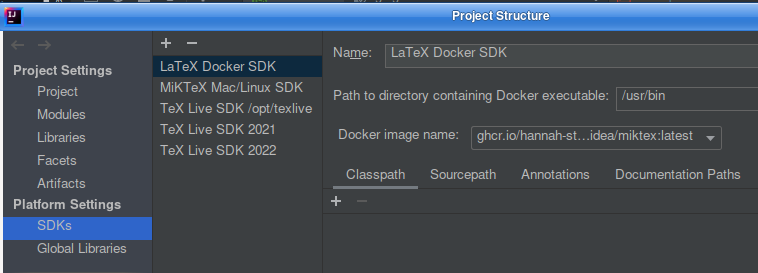 Project Structure
Project Settings
Project
Modules
Libraries
Facets
Artifacts
Platform Settings
SDKs
Global Libraries
LaTeX Docker SDK
MiKTeX Mac/Linux SDK
TeX Live SDK /opt/texlive
TeX Live SDK 2021
TeX Live SDK 2022
Name: LaTeX Docker SDK
Path to directory containing Docker executable: /usr/bin
Docker image name: ghcr.io/hannah-st...idea/miktex:latest
Classpath Sourcepath Annotations Documentation Paths